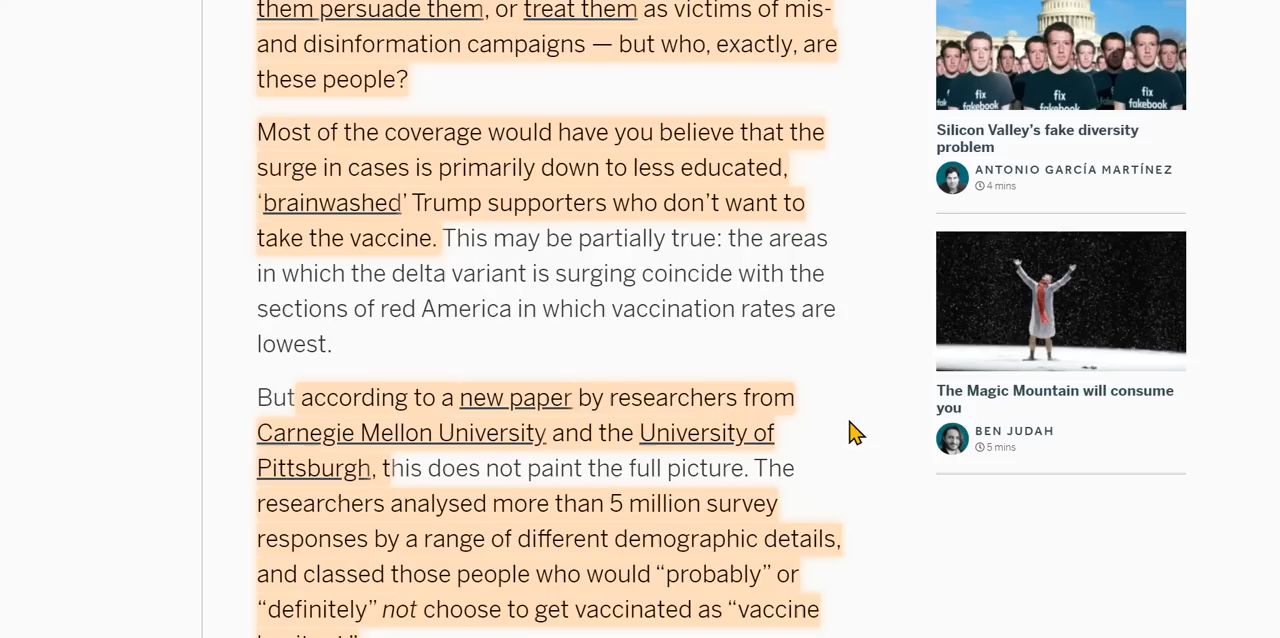 them persuade them, or treat them as victims of mis-
and disinformation campaigns — but who, exactly, are
these people?
Most of the coverage would have you believe that the
surge in cases is primarily down to less educated,
‘brainwashed’ Trump supporters who don’t want to
take the vaccine. This may be partially true: the areas
in which the delta variant is surging coincide with the
sections of red America in which vaccination rates are
lowest.
But according to a new paper by researchers from
Carnegie Mellon University and the University of
Pittsburgh, this does not paint the full picture. The
researchers analysed more than 5 million survey
responses by a range of different demographic details,
and classed those people who would “probably” or
“definitely” not choose to get vaccinated as “vaccine
fix
fakebook
fix
fakebook
fix
fakebook
Silicon Valley’s fake diversity
problem
ANTONIO GARCÍA MARTÍNEZ
4 mins
The Magic Mountain will consume
you
BEN JUDAH
5 mins